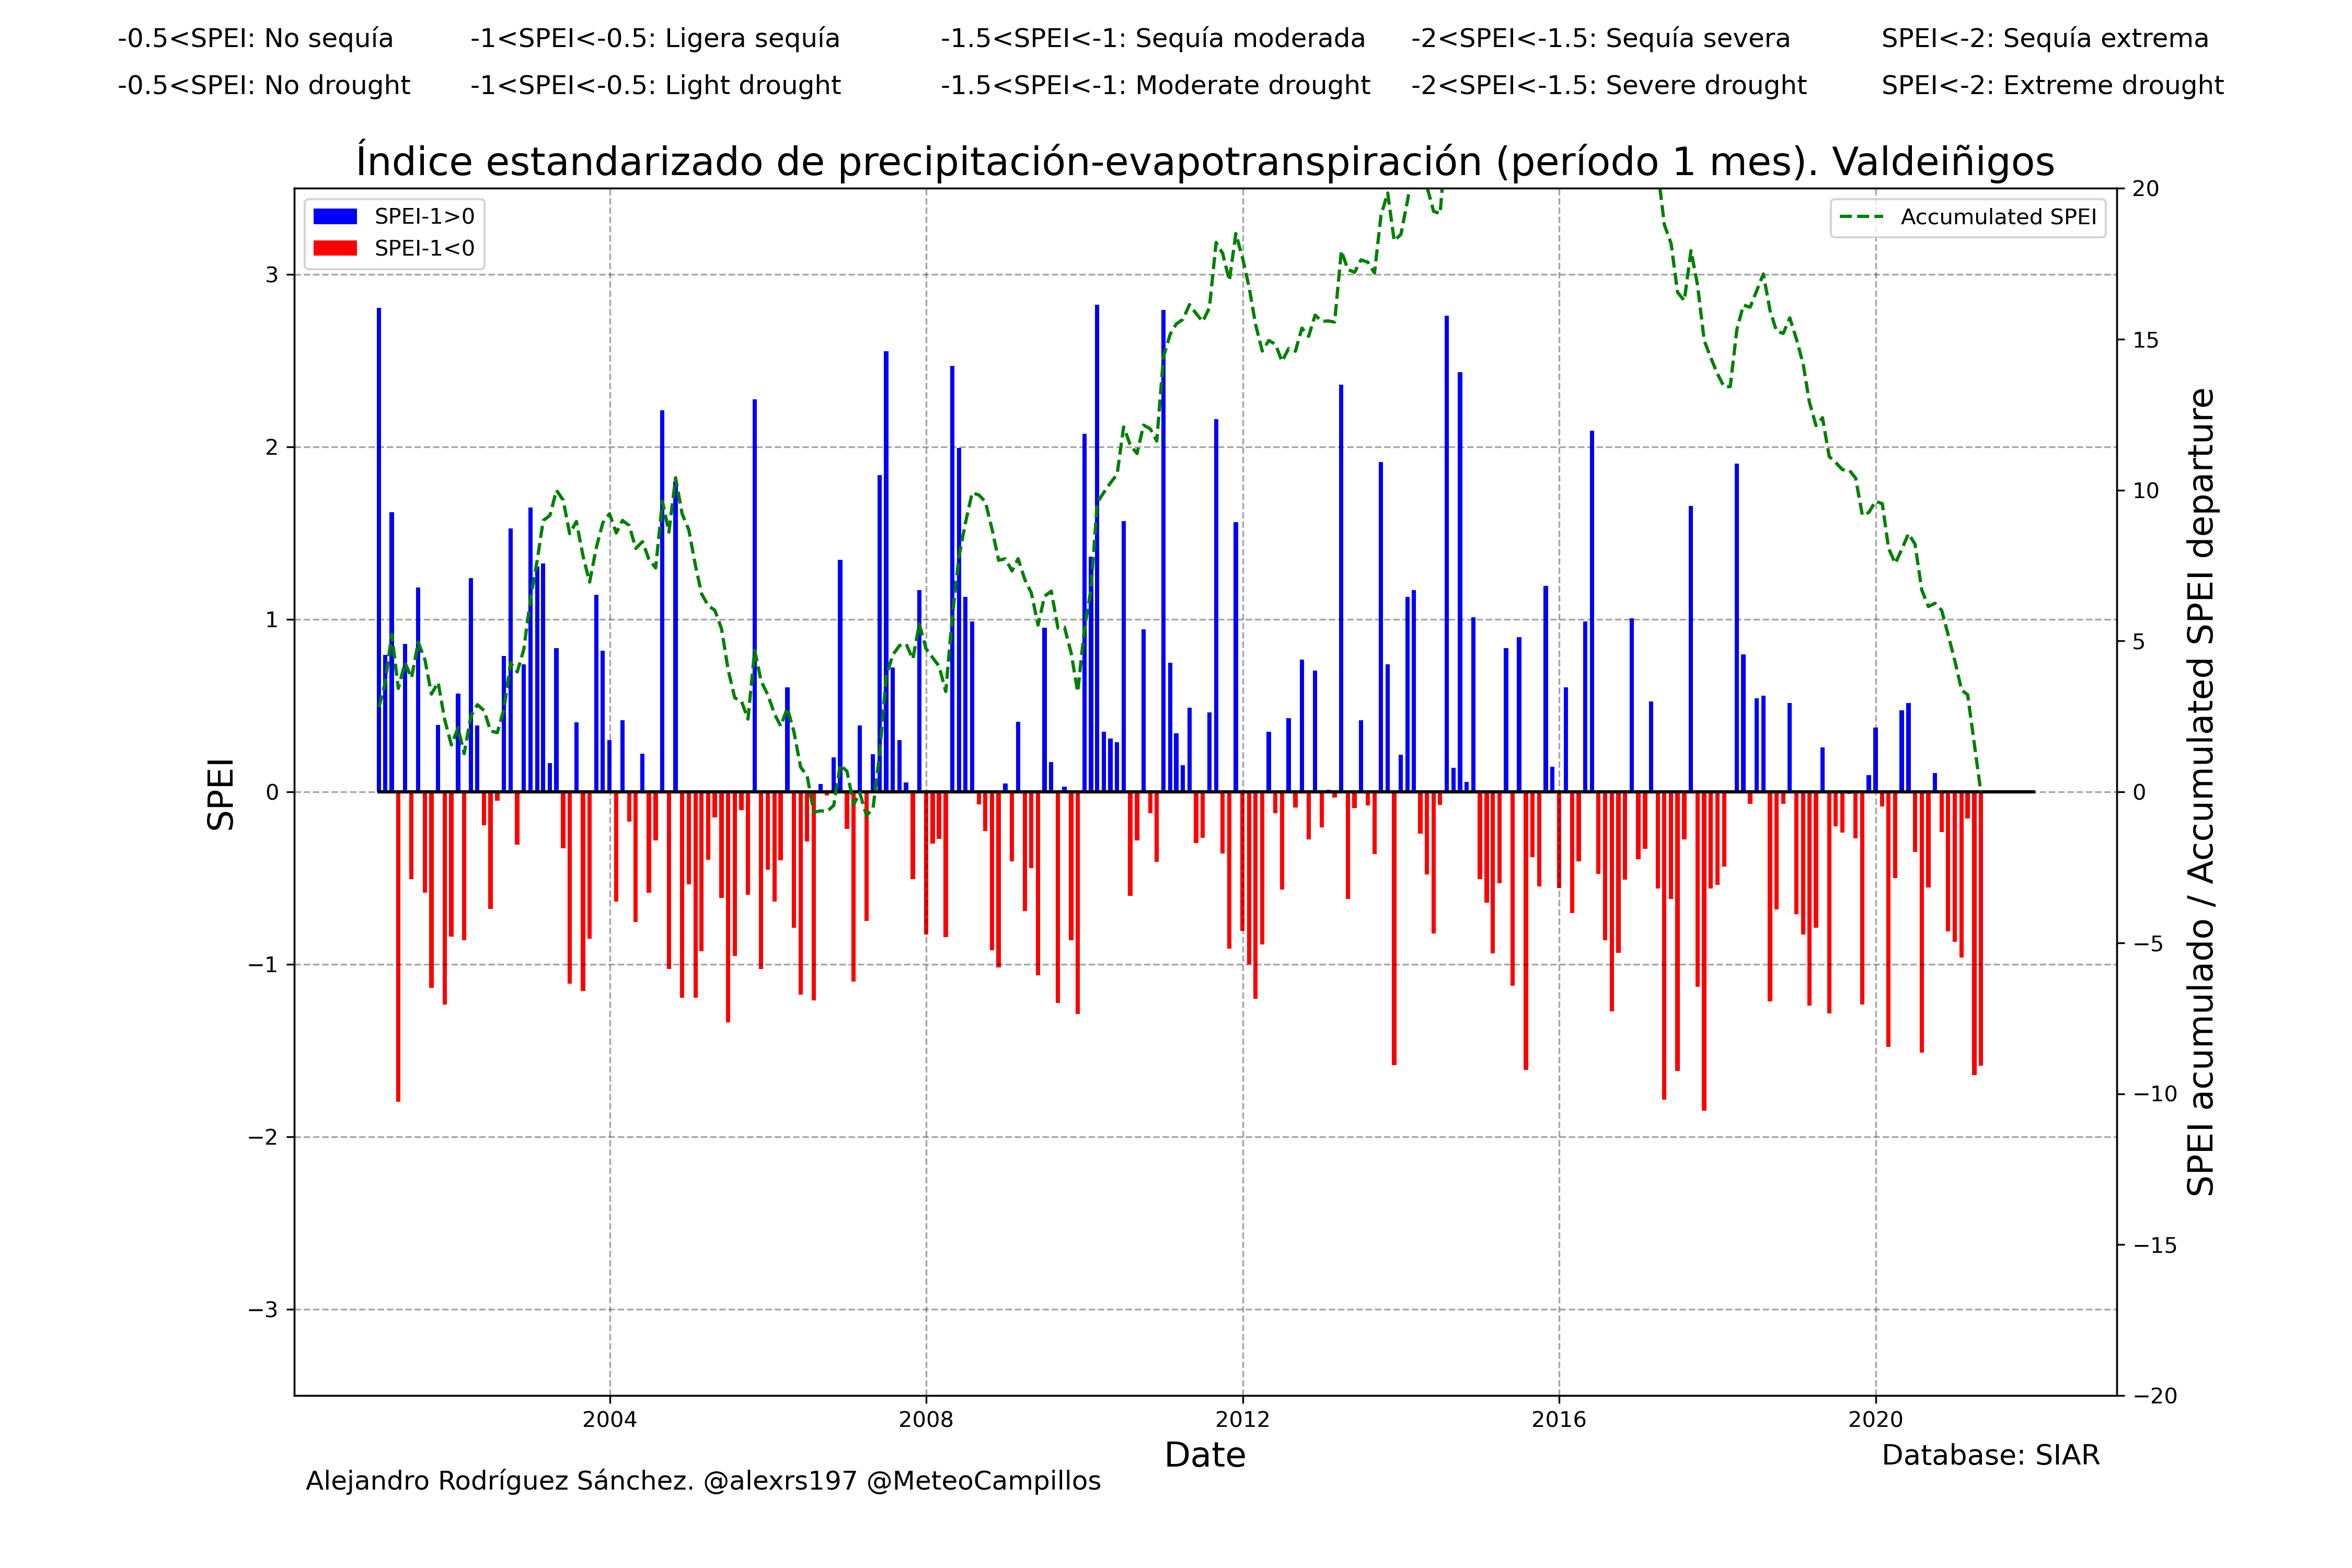 -0.5<SPEI: No sequía -1<SPEI<-0.5: Ligera sequía -1.5<SPEI<-1: Sequía moderada -2<SPEI<-1.5: Sequía severa SPEI<-2: Sequía extrema
-0.5<SPEI: No drought -1<SPEI<-0.5: Light drought -1.5<SPEI<-1: Moderate drought -2<SPEI<-1.5: Severe drought SPEI<-2: Extreme drought
Índice estandarizado de precipitación-evapotranspiración (período 1 mes). Valdeiñigos
SPEI-1>0
SPEI-1<0
Accumulated SPEI
SPEI
3
2
1
0
−1
−2
−3
20
15
10
5
0
−5
−10
−15
−20
SPEI acumulado / Accumulated SPEI departure
2004 2008 2012 2016 2020
Date
Database: SIAR
Alejandro Rodríguez Sánchez. @alexrs197 @MeteoCampillos